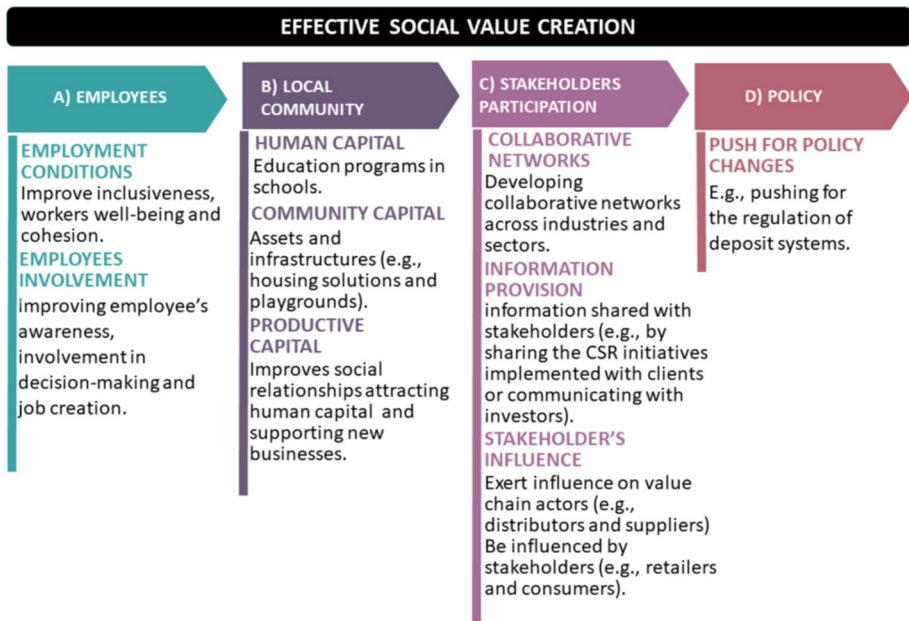 EFFECTIVE SOCIAL VALUE CREATION
A) EMPLOYEES
EMPLOYMENT
CONDITIONS
Improve inclusiveness,
workers well-being and
cohesion.
EMPLOYEES
INVOLVEMENT
improving employee's
awareness,
involvement in
decision-making and
job creation.
B) LOCAL
COMMUNITY
HUMAN CAPITAL
Education programs in
schools.
COMMUNITY CAPITAL
Assets and
infrastructures (e.g.,
housing solutions and
playgrounds).
PRODUCTIVE
CAPITAL
Improves social
relationships attracting
human capital and
supporting new
businesses.
C) STAKEHOLDERS
PARTICIPATION
COLLABORATIVE
NETWORKS
Developing
collaborative networks
across industries and
sectors.
INFORMATION
PROVISION
information shared with
stakeholders (e.g., by
sharing the CSR initiatives
implemented with clients
or communicating with
investors).
STAKEHOLDER'S
INFLUENCE
Exert influence on value
chain actors (e.g.,
distributors and suppliers)
Be influenced by
stakeholders (e.g., retailers
and consumers).
D) POLICY
PUSH FOR POLICY
CHANGES
E.g., pushing for
the regulation of
deposit systems.